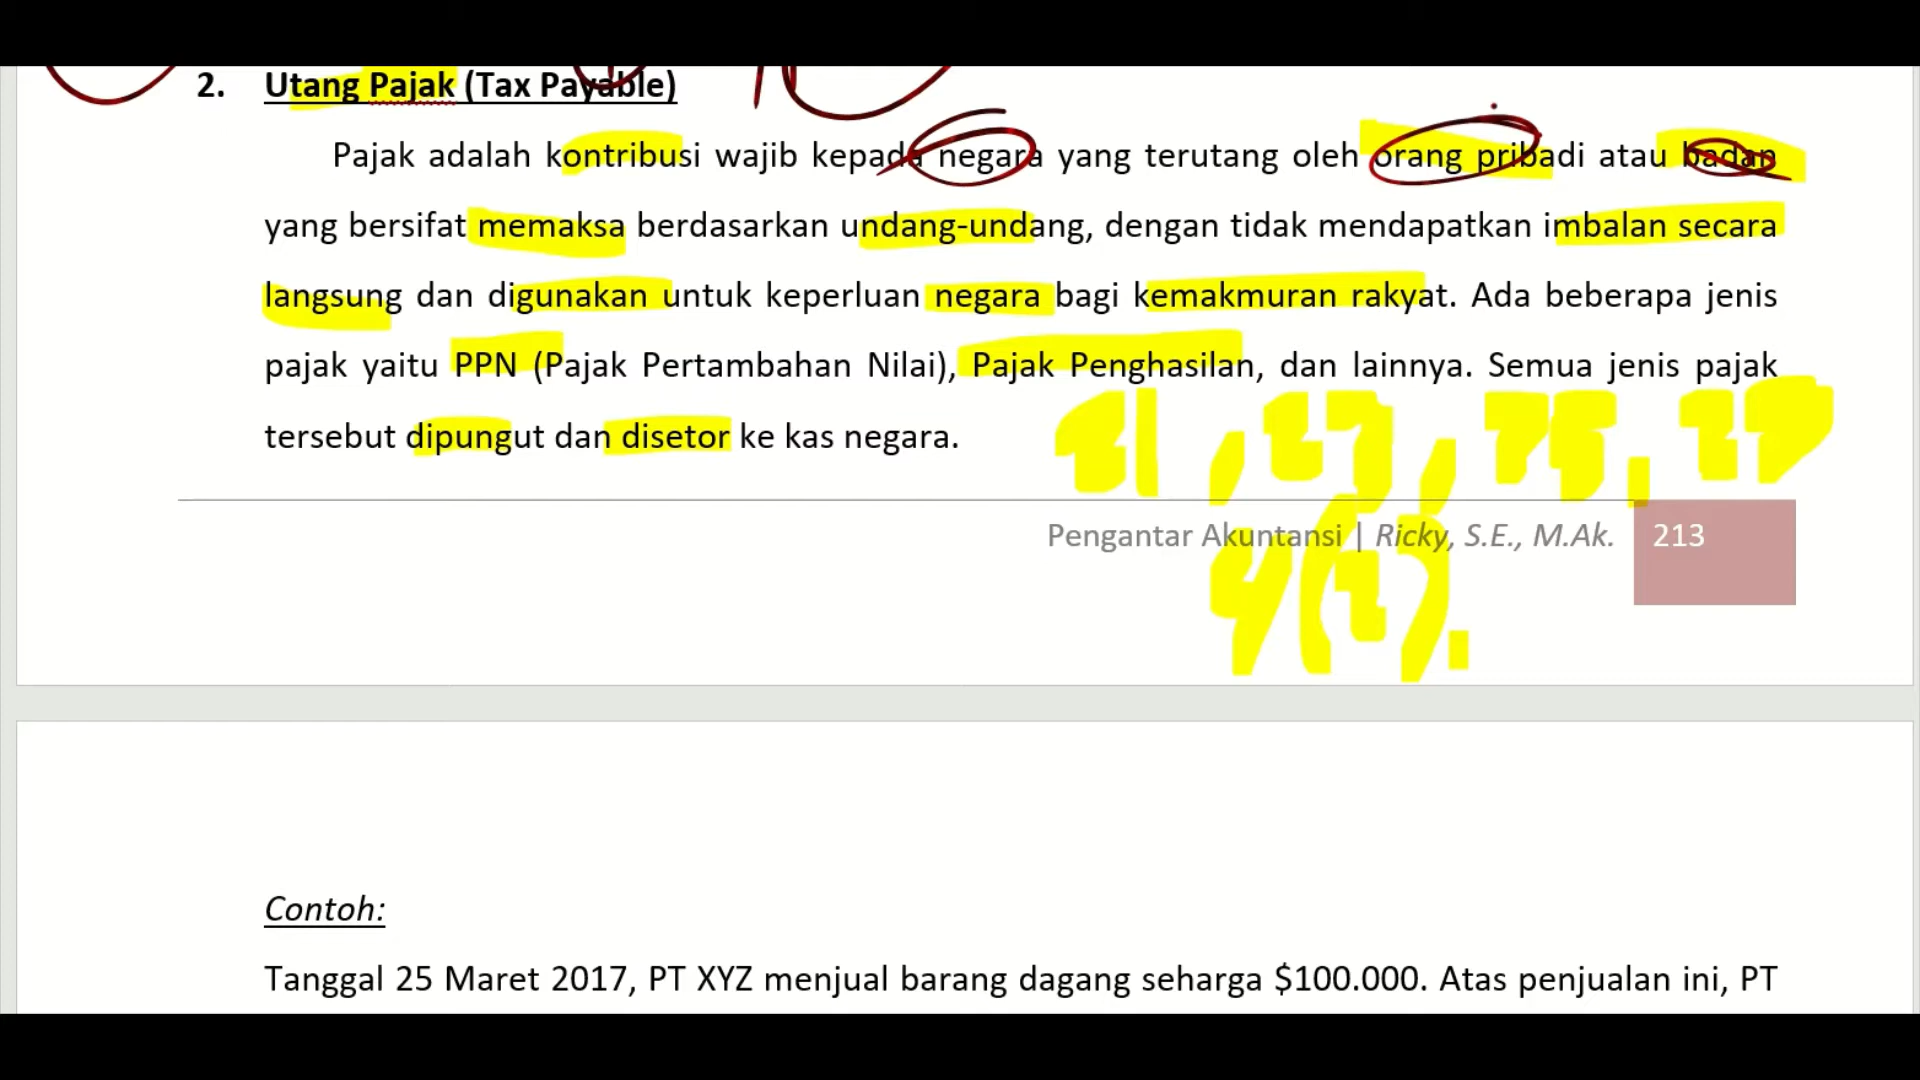 2. Utang Pajak (Tax Payable)
Pajak adalah kontribusi wajib kepada negara yang terutang oleh orang pribadi atau badan
yang bersifat memaksa berdasarkan undang-undang, dengan tidak mendapatkan imbalan secara
langsung dan digunakan untuk keperluan negara bagi kemakmuran rakyat. Ada beberapa jenis
pajak yaitu PPN (Pajak Pertambahan Nilai), Pajak Penghasilan, dan lainnya. Semua jenis pajak
tersebut dipungut dan disetor ke kas negara.
Pengantar Akuntansi | Ricky, S.E., M.Ak. 213
4(2).
Contoh:
Tanggal 25 Maret 2017, PT XYZ menjual barang dagang seharga $100.000. Atas penjualan ini, PT